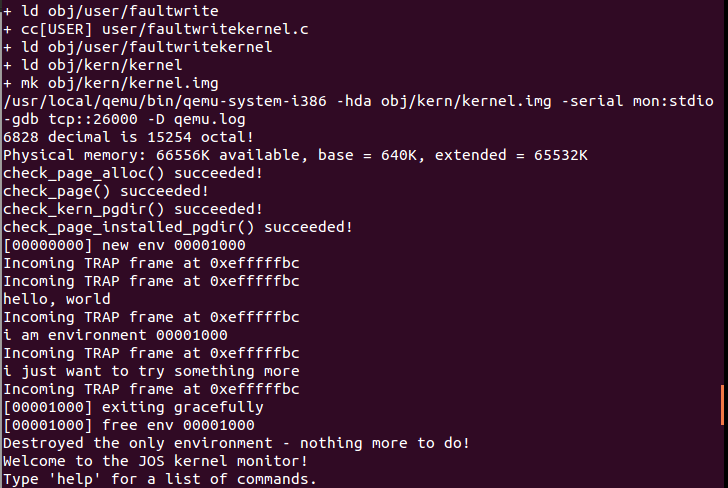 + ld obj/user/faultwrite
+ cc[USER] user/faultwritekernel.c
+ ld obj/user/faultwritekernel
+ ld obj/kern/kernel
+ mk obj/kern/kernel.img
/usr/local/qemu/bin/qemu-system-i386 -hda obj/kern/kernel.img -serial mon:stdio
-gdb tcp::26000 -D qemu.log
6828 decimal is 15254 octal!
Physical memory: 66556K available, base = 640K, extended = 65532K
check_page_alloc() succeeded!
check_page() succeeded!
check_kern_pgdir() succeeded!
check_page_installed_pgdir() succeeded!
[00000000] new env 00001000
Incoming TRAP frame at 0xefffffbc
Incoming TRAP frame at 0xefffffbc
hello, world
Incoming TRAP frame at 0xefffffbc
i am environment 00001000
Incoming TRAP frame at 0xefffffbc
i just want to try something more
Incoming TRAP frame at 0xefffffbc
[00001000] exiting gracefully
[00001000] free env 00001000
Destroyed the only environment - nothing more to do!
Welcome to the JOS kernel monitor!
Type 'help' for a list of commands.